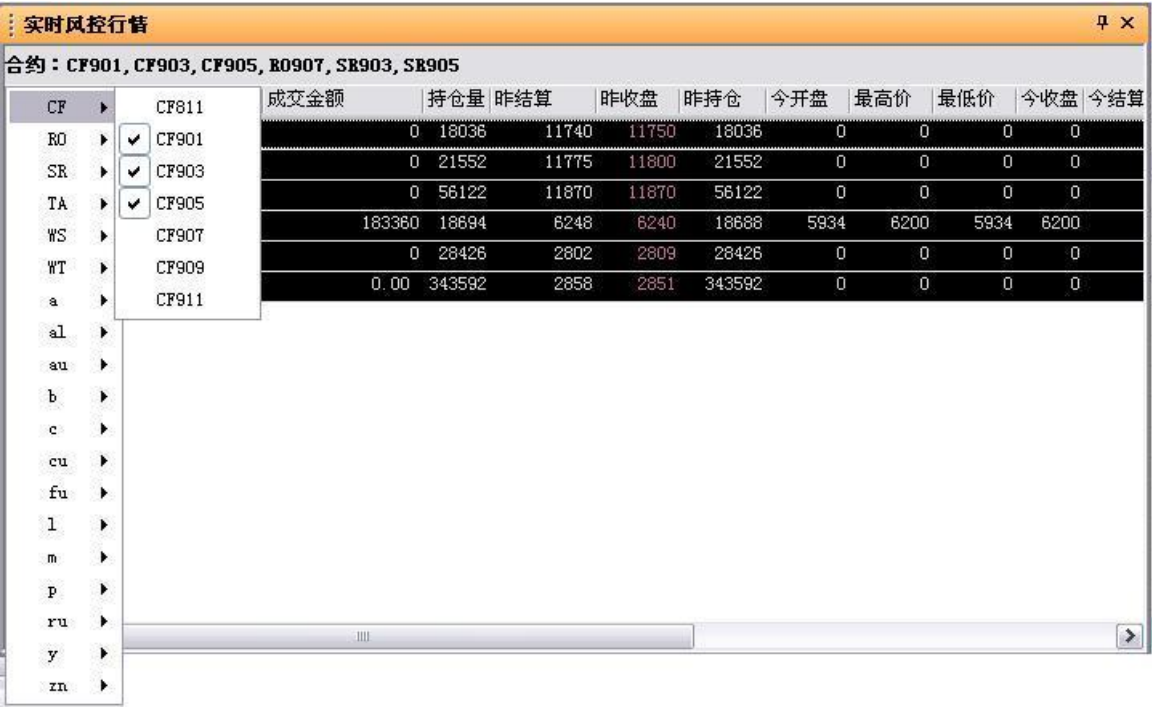 实时风控行情
合约：CF901, CF903, CF905, RO907, SR903, SR905
成交金额 持仓量 昨结算 昨收盘 昨持仓 今开盘 最高价 最低价 今收盘 今结算
CF CF811
0 18036 11740 11750 18036 0 0 0 0
RO CF901
0 21552 11775 11800 21552 0 0 0 0
SR CF903
0 56122 11870 11870 56122 0 0 0 0
TA CF905
183360 18694 6248 6240 18688 5934 6200 5934 6200
WS CF907
0 28426 2802 2809 28426 0 0 0 0
WT CF909
0.00 343592 2858 2851 343592 0 0 0 0
a CF911
al
au
b
c
cu
fu
l
m
p
ru
y
zn